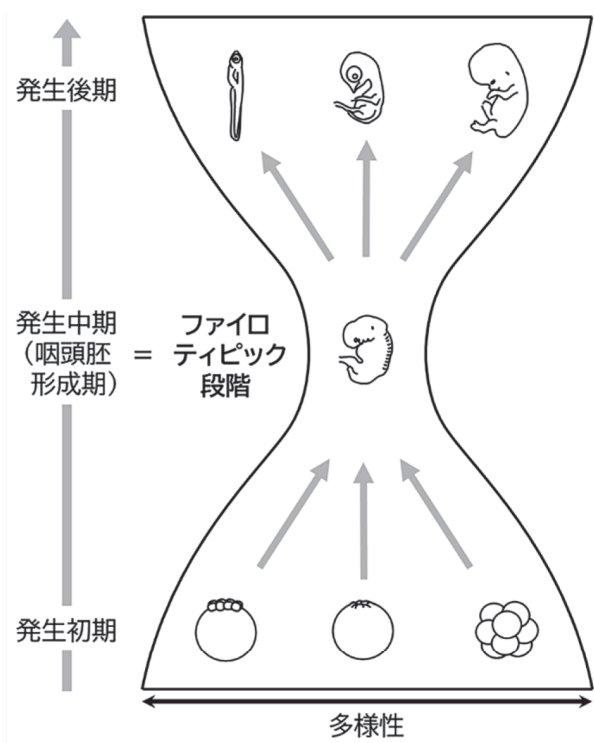 発生後期
発生中期
（咽頭胚
形成期）
＝
ファイロ
ティピック
段階
発生初期
多様性